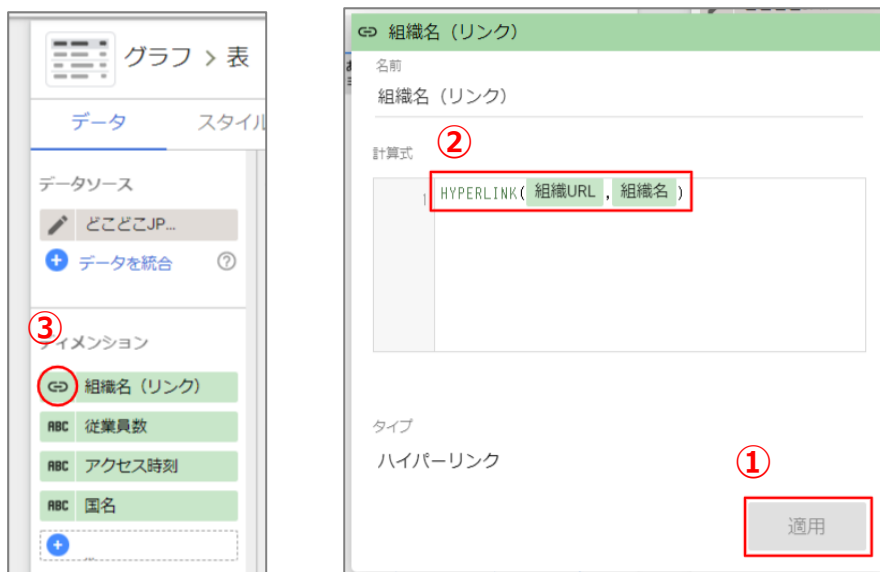 グラフ > 表
データ
スタイル
データソース
どこどこJP...
データを統合
③
ディメンション
組織名（リンク）
ABC 従業員数
ABC アクセス時刻
ABC 国名
組織名（リンク）
名前
組織名（リンク）
②
計算式
1 HYPERLINK( 組織URL , 組織名 )
タイプ
ハイパーリンク
①
適用